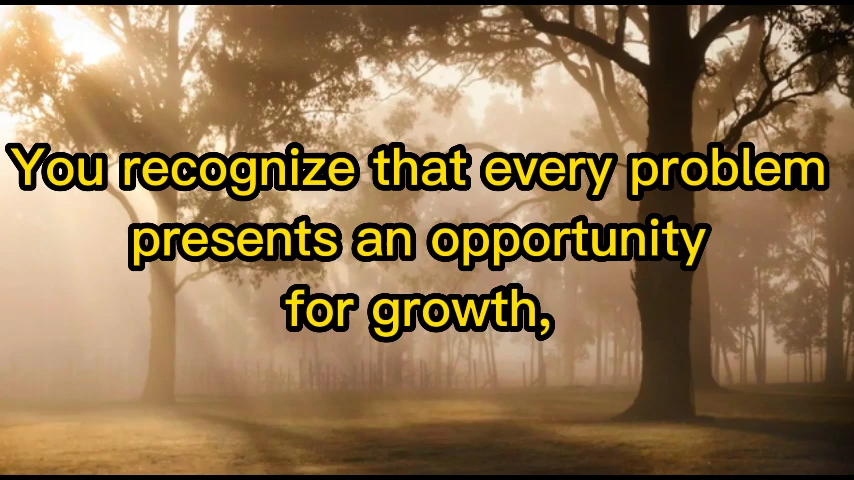 You recognize that every problem
presents an opportunity
for growth,